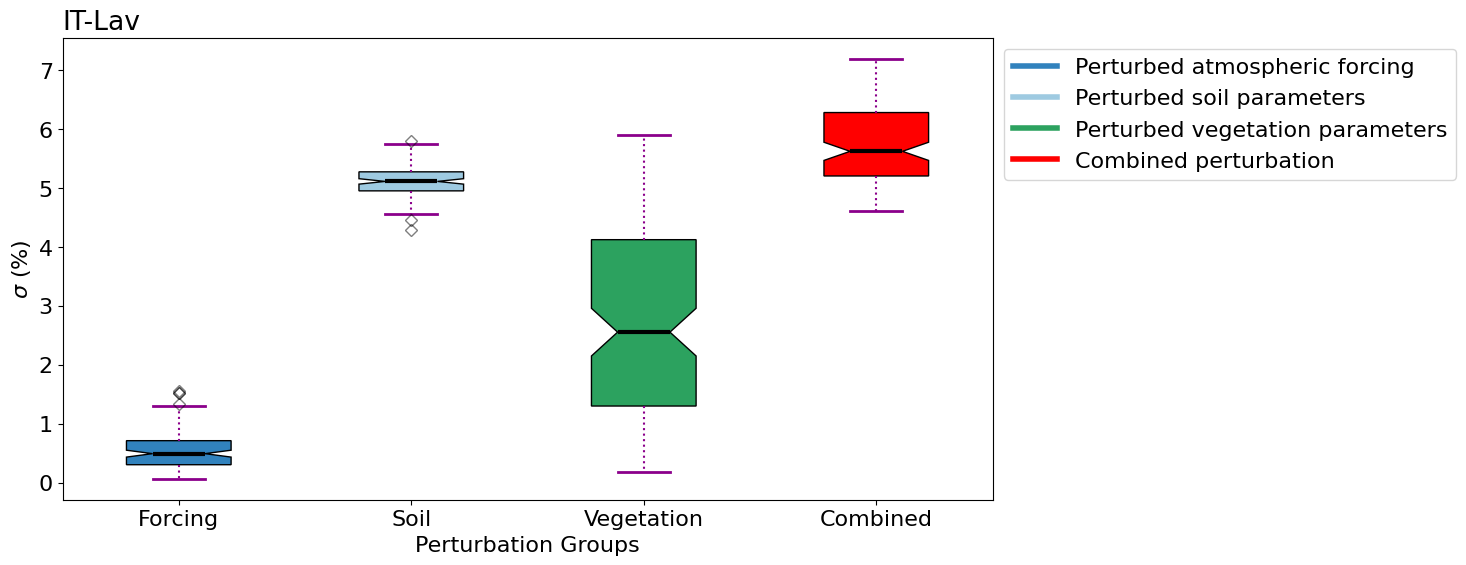 IT-Lav
7
6
5
4
3
2
1
0
σ (%)
Forcing
Soil
Vegetation
Combined
Perturbation Groups
Perturbed atmospheric forcing
Perturbed soil parameters
Perturbed vegetation parameters
Combined perturbation